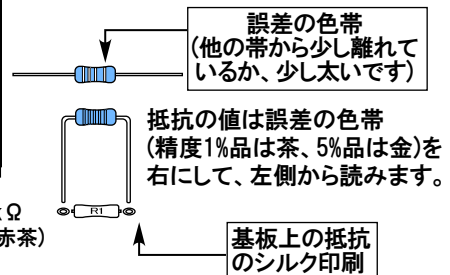 誤差の色帯
(他の帯から少し離れて
いるか、少し太いです)
抵抗の値は誤差の色帯
(精度1%品は茶、5%品は金)を
右にして、左側から読みます。
Ω
赤茶)
R1
基板上の抵抗
のシルク印刷